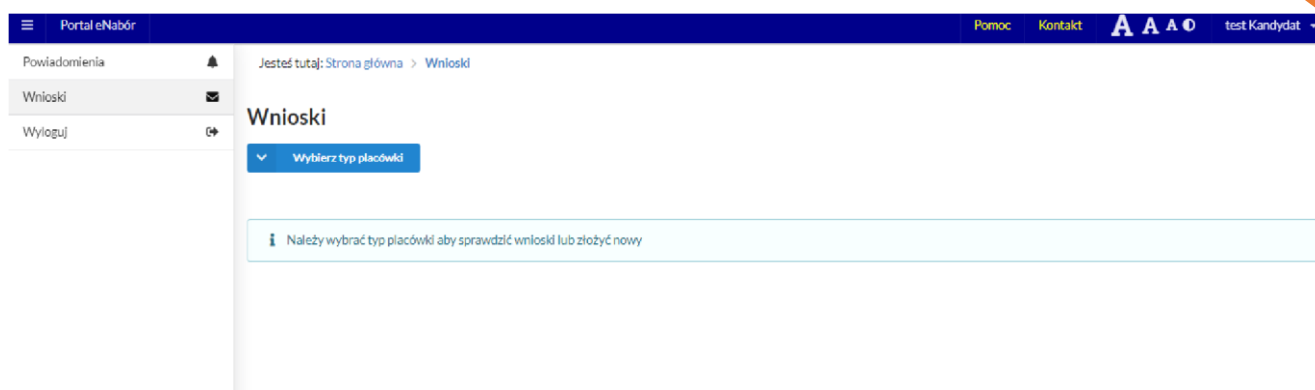 Portal eNabór
Pomoc Kontakt A A A test Kandydat
Powiadomienia
Wnioski
Wyloguj
Jesteś tutaj: Strona główna > Wnioski
Wnioski
Wybierz typ placówki
Należy wybrać typ placówki aby sprawdzić wnioski lub złożyć nowy